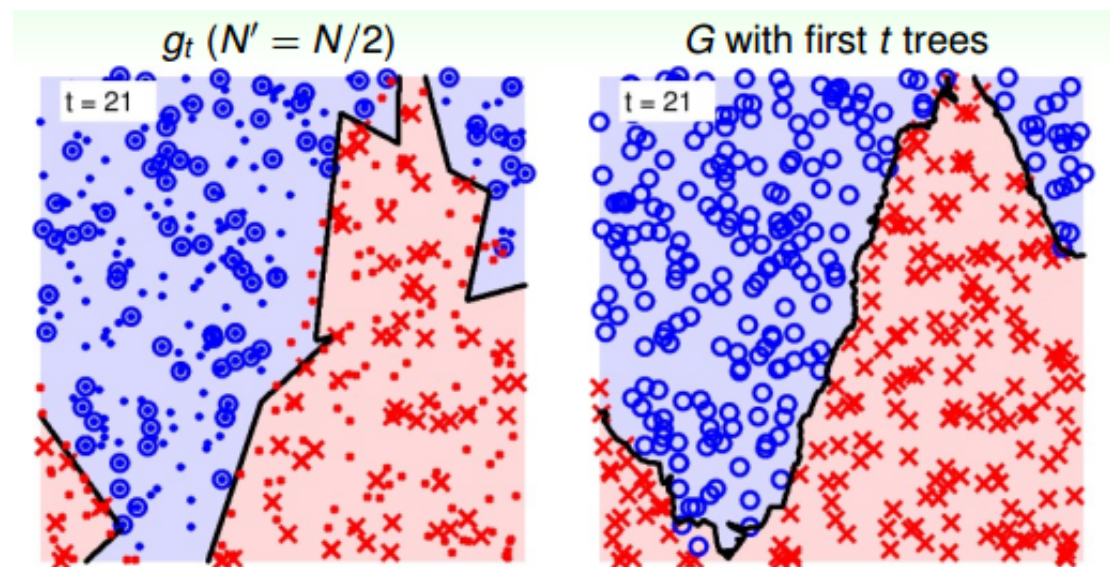 gₜ (N′ = N/2)
G with first t trees
t = 21
t = 21